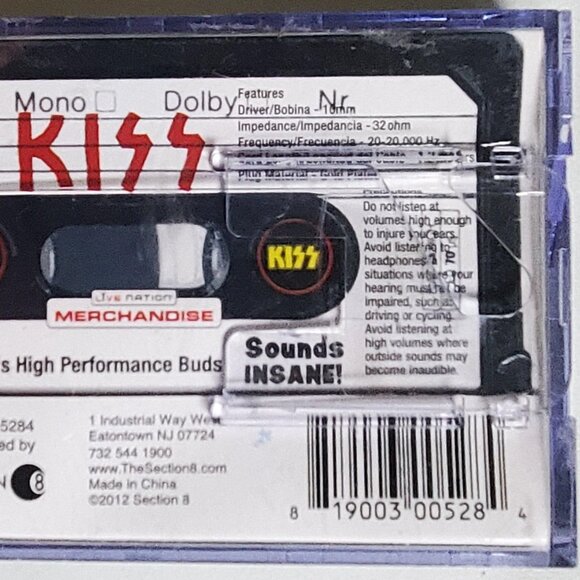 Mono Dolby Nr
KISS
Features
Driver/Bobina - 10mm
Impedance/Impedancia - 32 ohm
Frequency/Frecuencia - 20-20,000 Hz
Plug Material - Gold Plated
Do not listen at
volumes high enough
to injure your ears.
Avoid listening to
headphones in
situations where your
hearing must not be
impaired, such as
driving or cycling.
Avoid listening at
high volumes where
outside sounds may
become inaudible.
KISS
LIVE NATION
MERCHANDISE
's High Performance Buds
Sounds
INSANE!
5284
ed by
N 8
1 Industrial Way West
Eatontown NJ 07724
732 544 1900
www.TheSection8.com
Made in China
©2012 Section 8
8 19003 00528 4